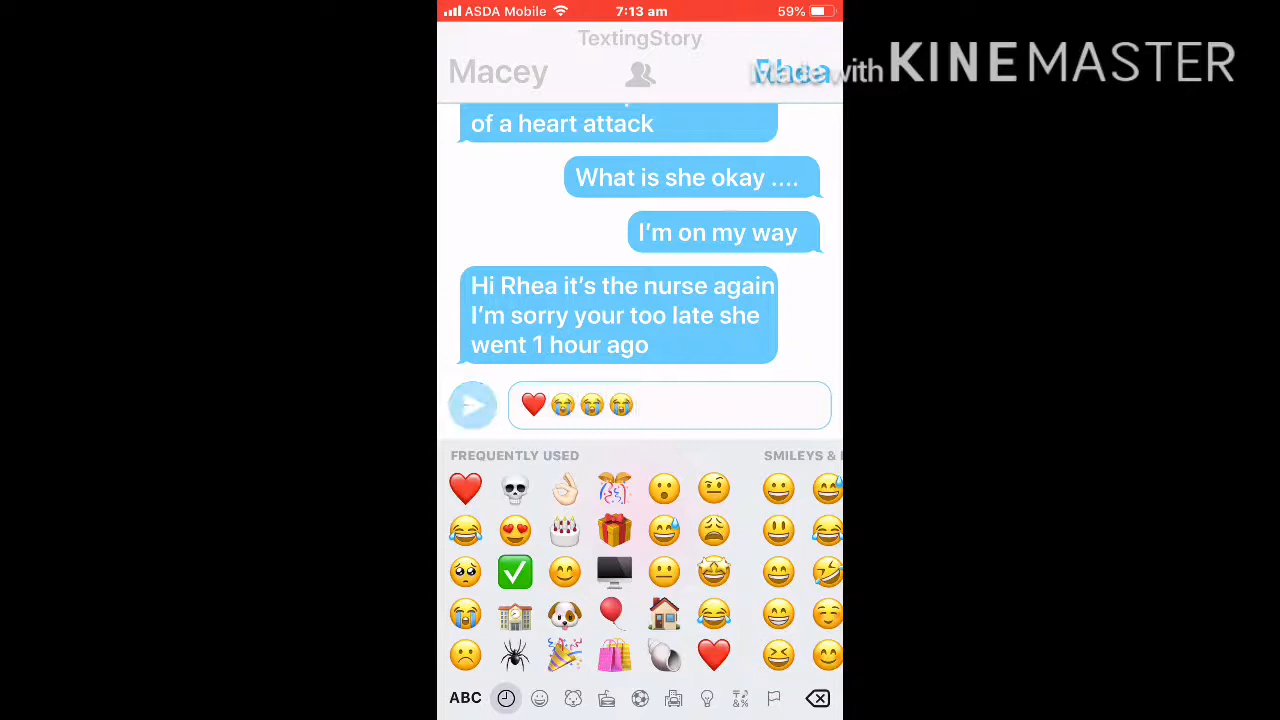 ASDA Mobile 7:13 am 59%
TextingStory
Macey Rhea
Made with KINEMASTER
of a heart attack
What is she okay ....
I'm on my way
Hi Rhea it's the nurse again
I'm sorry your too late she
went 1 hour ago
❤️😭😭😭
FREQUENTLY USED SMILEYS &
ABC